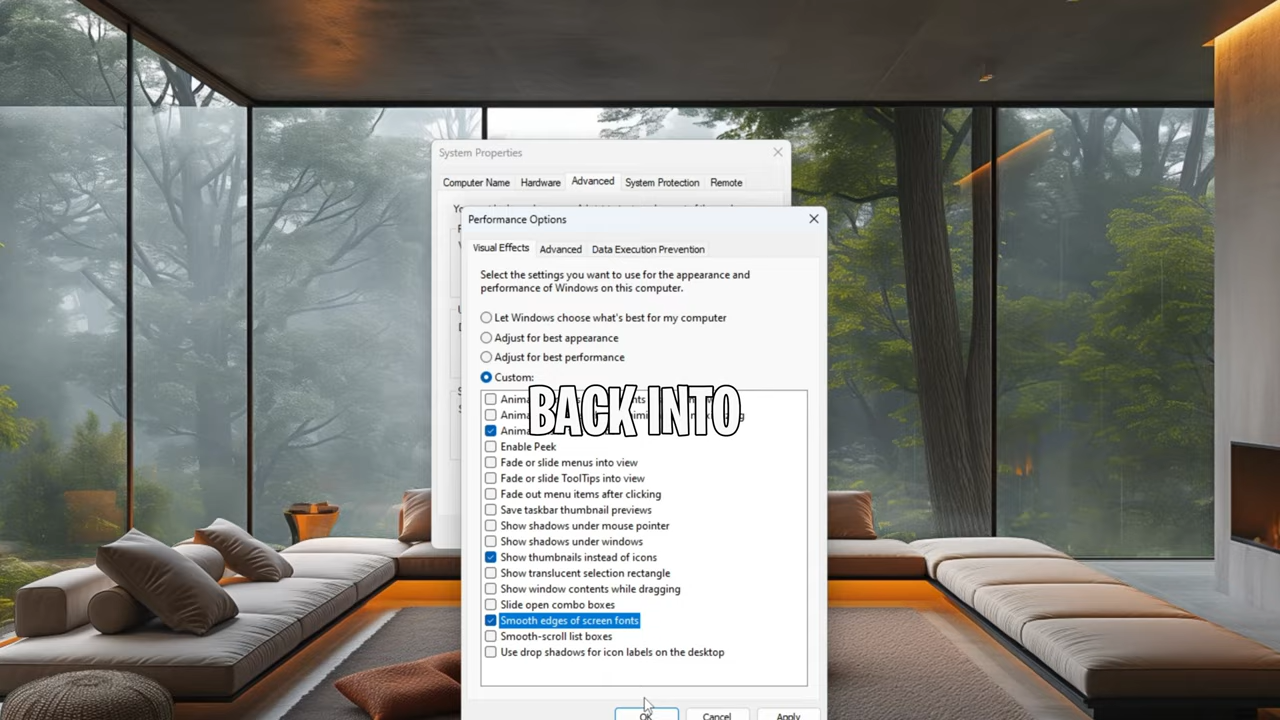 System Properties
Computer Name Hardware Advanced System Protection Remote
Performance Options
Visual Effects Advanced Data Execution Prevention
Select the settings you want to use for the appearance and
performance of Windows on this computer.
Let Windows choose what's best for my computer
Adjust for best appearance
Adjust for best performance
Custom:
BACK INTO
Enable Peek
Fade or slide menus into view
Fade or slide ToolTips into view
Fade out menu items after clicking
Save taskbar thumbnail previews
Show shadows under mouse pointer
Show shadows under windows
Show thumbnails instead of icons
Show translucent selection rectangle
Show window contents while dragging
Slide open combo boxes
Smooth edges of screen fonts
Smooth-scroll list boxes
Use drop shadows for icon labels on the desktop
OK Cancel Apply